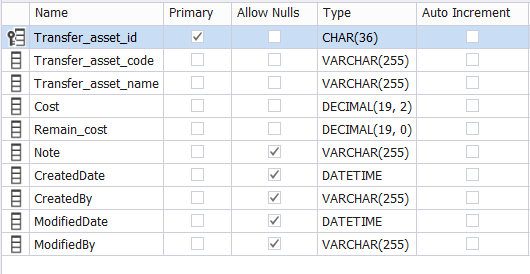 Name Primary Allow Nulls Type Auto Increment
Transfer_asset_id CHAR(36)
Transfer_asset_code VARCHAR(255)
Transfer_asset_name VARCHAR(255)
Cost DECIMAL(19, 2)
Remain_cost DECIMAL(19, 0)
Note VARCHAR(255)
CreatedDate DATETIME
CreatedBy VARCHAR(255)
ModifiedDate DATETIME
ModifiedBy VARCHAR(255)